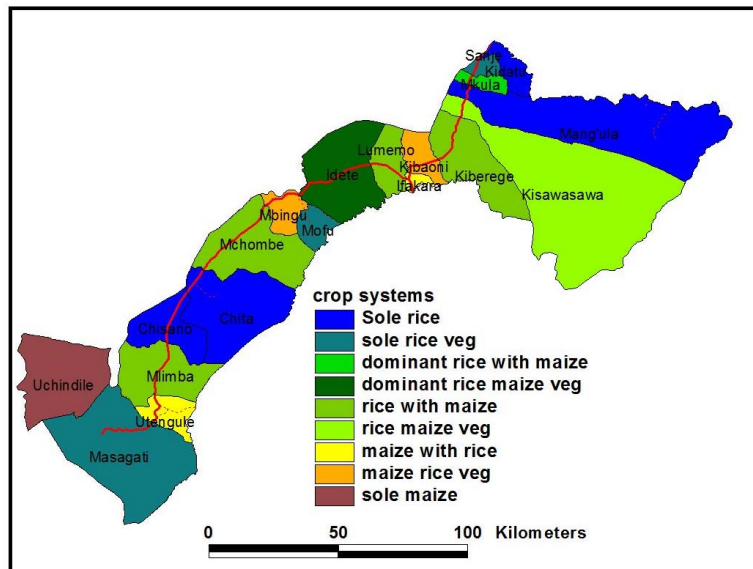 Sanje
Kidatu
Mkula
Mang'ula
Lumemo
Kibaoni
Idete
Ifakara
Kiberege
Kisawasawa
Mbingu
Mofu
Mchombe
Chita
Chisano
Mlimba
Uchindile
Utengule
Masagati
crop systems
Sole rice
sole rice veg
dominant rice with maize
dominant rice maize veg
rice with maize
rice maize veg
maize with rice
maize rice veg
sole maize
0 50 100 Kilometers